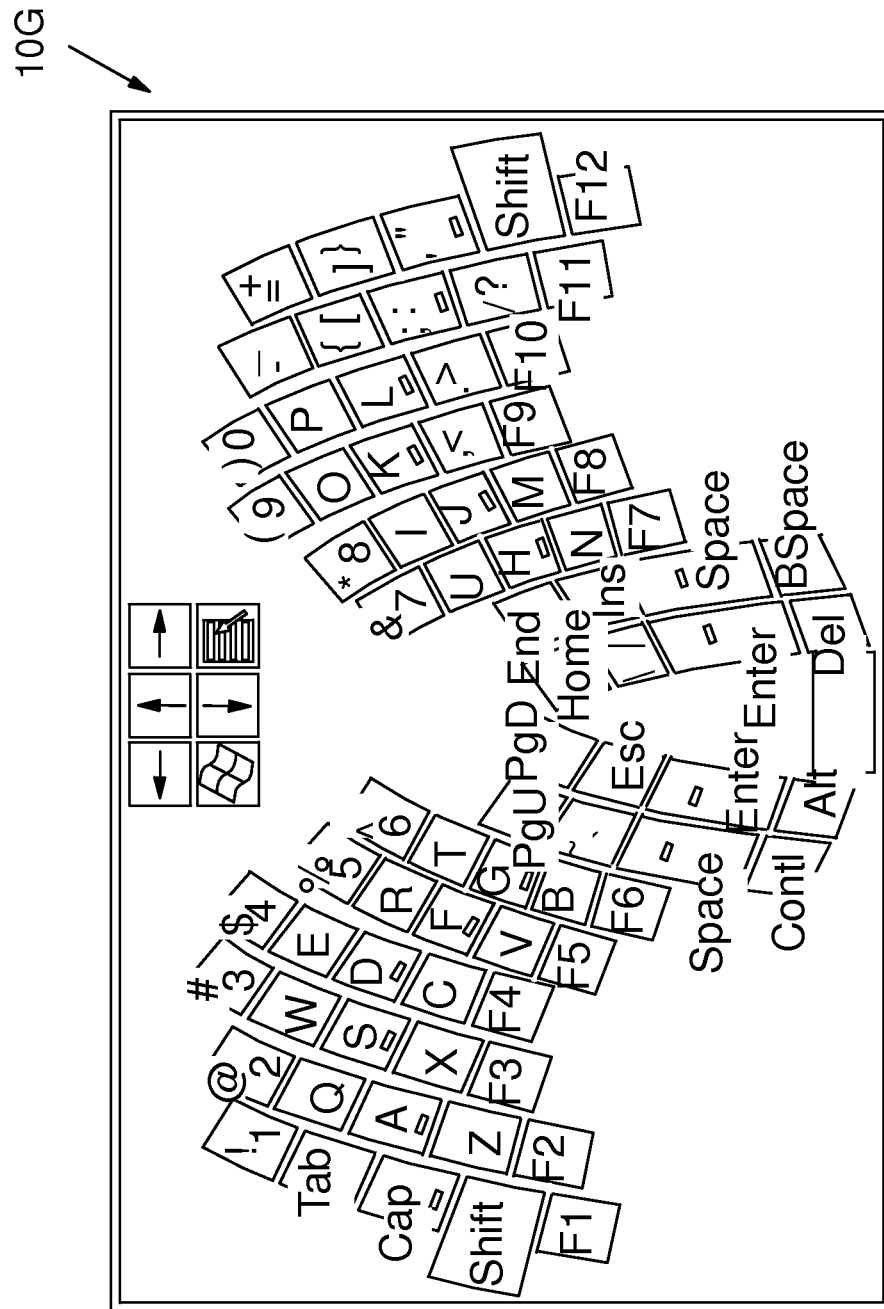 10G
! @ # $ % ^ & * ( ) _ +
1 2 3 4 5 6 7 8 9 0 - =
Tab Q W E R T U I O P { [ ] }
Cap A S D F G H J K L : ; " '
Shift Z X C V B N M , < . > / ? Shift
F1 F2 F3 F4 F5 F6 F7 F8 F9 F10 F11 F12
PgU PgD End
Esc Home Ins
Space Enter Enter Space
Contl Alt Del BSpace